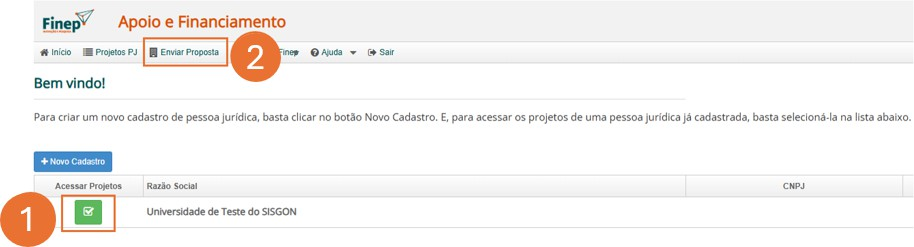 Finep
Apoio e Financiamento
Início Projetos PJ Enviar Proposta 2 Finep Ajuda Sair
Bem vindo!
Para criar um novo cadastro de pessoa jurídica, basta clicar no botão Novo Cadastro. E, para acessar os projetos de uma pessoa jurídica já cadastrada, basta selecioná-la na lista abaixo.
+ Novo Cadastro
Acessar Projetos Razão Social CNPJ
1 Universidade de Teste do SISGON